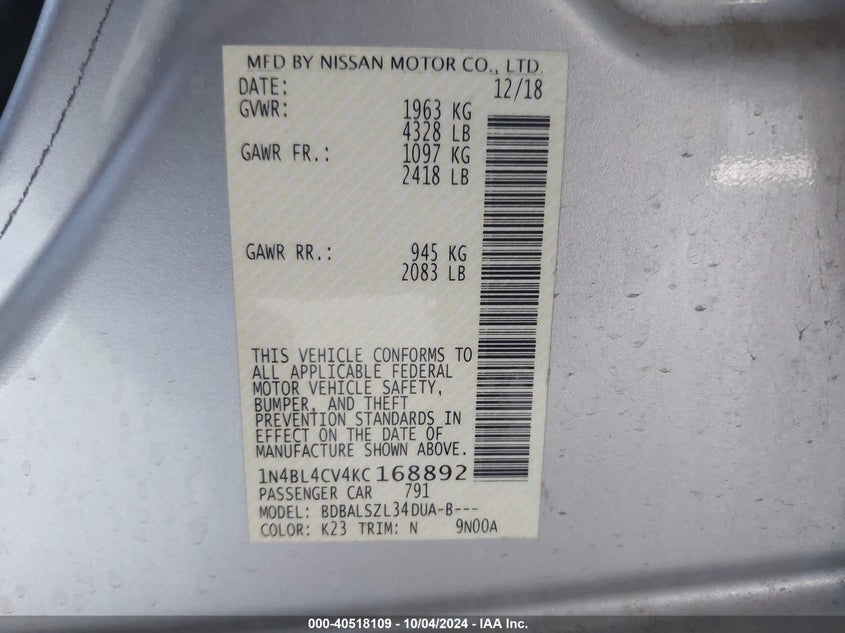 MFD BY NISSAN MOTOR CO., LTD.
DATE: 12/18
GVWR: 1963 KG
4328 LB
GAWR FR.: 1097 KG
2418 LB
GAWR RR.: 945 KG
2083 LB
THIS VEHICLE CONFORMS TO
ALL APPLICABLE FEDERAL
MOTOR VEHICLE SAFETY,
BUMPER, AND THEFT
PREVENTION STANDARDS IN
EFFECT ON THE DATE OF
MANUFACTURE SHOWN ABOVE.
1N4BL4CV4KC168892
PASSENGER CAR 791
MODEL: BDBALSZL34DUA-B---
COLOR: K23 TRIM: N 9N00A
000-40518109 - 10/04/2024 - IAA Inc.